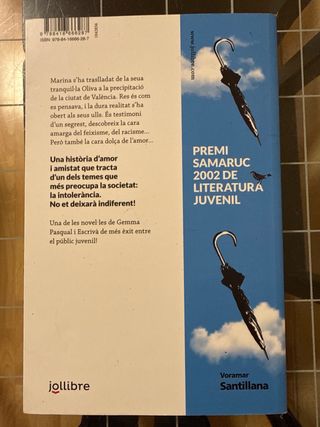 ISBN 978-84-16666-28-7
Marina s'ha traslladat de la seua
tranquil·la Oliva a la precipitació
de la ciutat de València. Res és com
es pensava, i la dura realitat s'ha
obert als seus ulls. És testimoni
d'un segrest, descobreix la cara
amarga del feixisme, del racisme...
Però també la cara dolça de l'amor...
Una història d'amor
i amistat que tracta
d'un dels temes que
més preocupa la societat:
la intolerància.
No et deixarà indiferent!
Una de les novel·les de Gemma
Pasqual i Escrivà de més èxit entre
el públic juvenil!
jollibre
www.jollibre.com
PREMI
SAMARUC
2002 DE
LITERATURA
JUVENIL
Voramar
Santillana